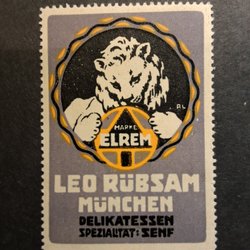 P.L.
MARKE
ELREM
LEO RÜBSAM
MÜNCHEN
DELIKATESSEN
SPEZIALITÄT: SENF